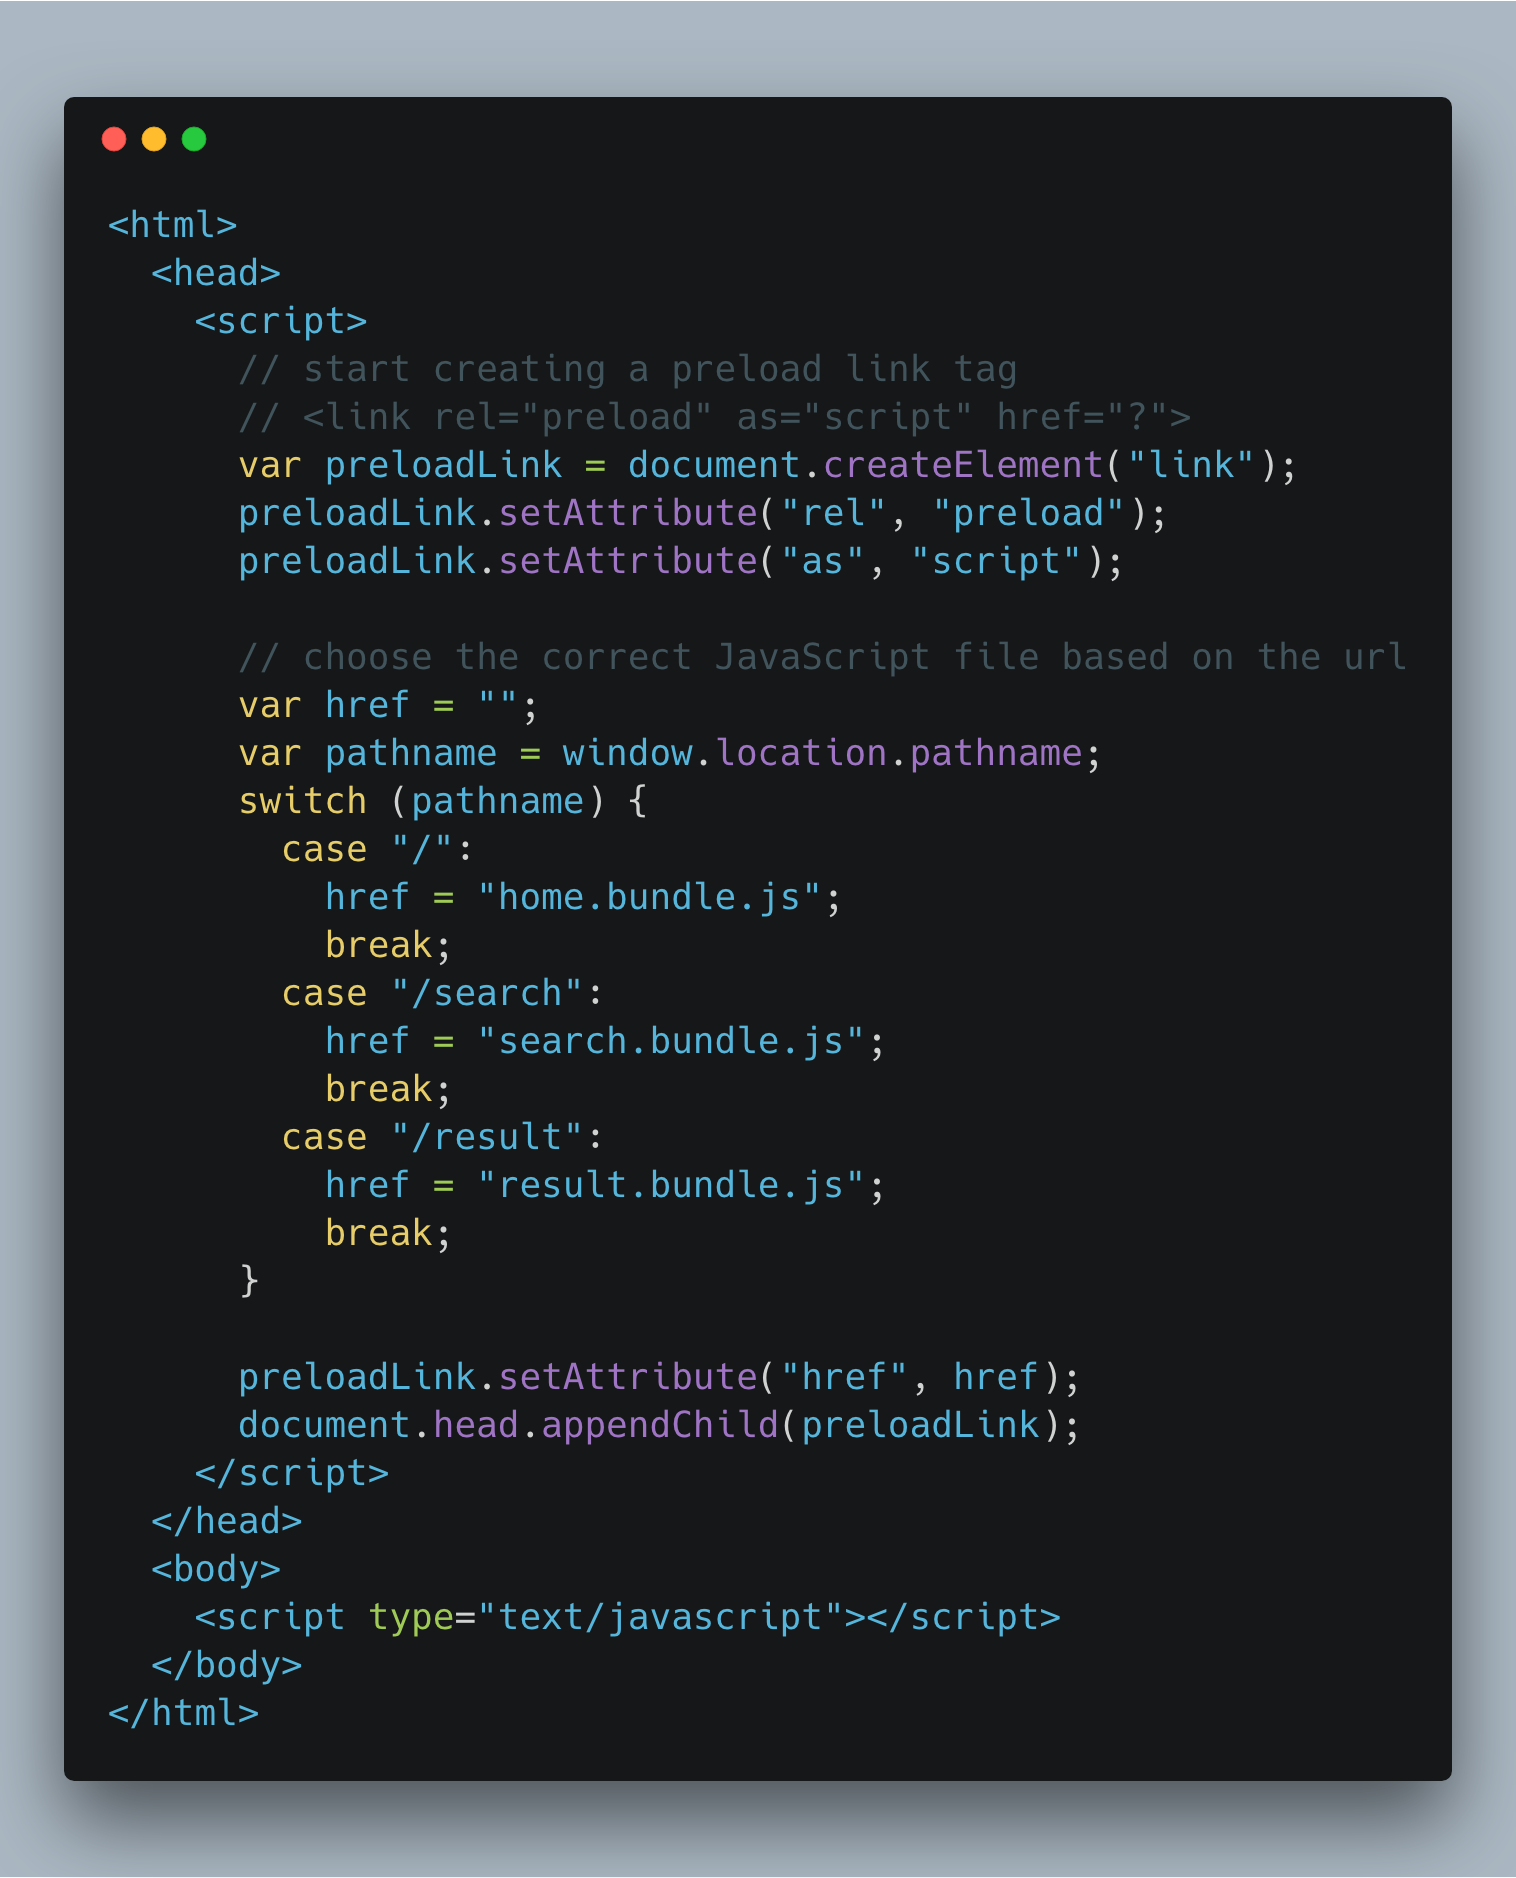 <html>
  <head>
    <script>
      // start creating a preload link tag
      // <link rel="preload" as="script" href="?">
      var preloadLink = document.createElement("link");
      preloadLink.setAttribute("rel", "preload");
      preloadLink.setAttribute("as", "script");

      // choose the correct JavaScript file based on the url
      var href = "";
      var pathname = window.location.pathname;
      switch (pathname) {
        case "/":
          href = "home.bundle.js";
          break;
        case "/search":
          href = "search.bundle.js";
          break;
        case "/result":
          href = "result.bundle.js";
          break;
      }

      preloadLink.setAttribute("href", href);
      document.head.appendChild(preloadLink);
    </script>
  </head>
  <body>
    <script type="text/javascript"></script>
  </body>
</html>